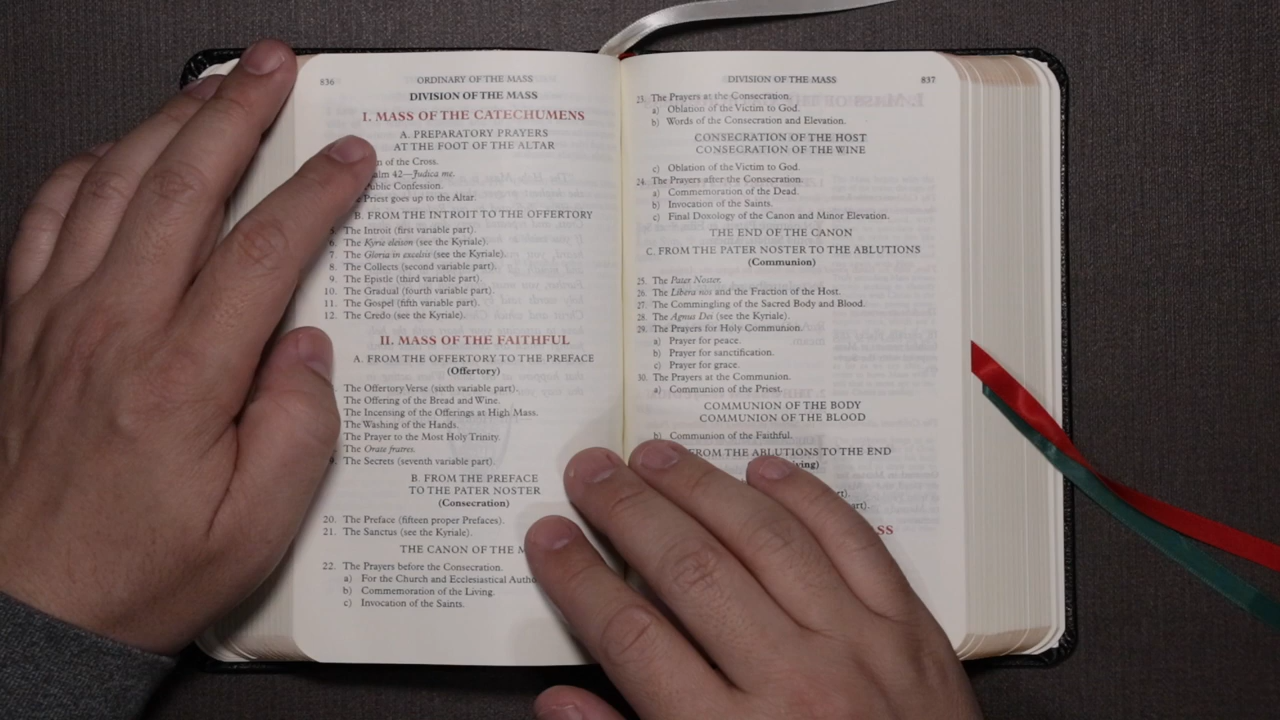 836
ORDINARY OF THE MASS
DIVISION OF THE MASS
I. MASS OF THE CATECHUMENS
A. PREPARATORY PRAYERS
AT THE FOOT OF THE ALTAR
of the Cross.
42—Judica me.
Confession.
Priest goes up to the Altar.
B. FROM THE INTROIT TO THE OFFERTORY
The Introit (first variable part).
6. The Kyrie eleison (see the Kyriale).
7. The Gloria in excelsis (see the Kyriale).
8. The Collects (second variable part).
9. The Epistle (third variable part).
10. The Gradual (fourth variable part).
11. The Gospel (fifth variable part).
12. The Credo (see the Kyriale).
II. MASS OF THE FAITHFUL
A. FROM THE OFFERTORY TO THE PREFACE
(Offertory)
The Offertory Verse (sixth variable part).
The Offering of the Bread and Wine.
The Incensing of the Offerings at High Mass.
The Washing of the Hands.
The Prayer to the Most Holy Trinity.
The Orate fratres.
The Secrets (seventh variable part).
B. FROM THE PREFACE
TO THE PATER NOSTER
(Consecration)
20. The Preface (fifteen proper Prefaces).
21. The Sanctus (see the Kyriale).
THE CANON OF THE
22. The Prayers before the Consecration.
a) For the Church and Ecclesiastical
b) Commemoration of the Living.
c) Invocation of the Saints.
DIVISION OF THE MASS
837
23. The Prayers at the Consecration.
a) Oblation of the Victim to God.
b) Words of the Consecration and Elevation.
CONSECRATION OF THE HOST
CONSECRATION OF THE WINE
c) Oblation of the Victim to God.
24. The Prayers after the Consecration.
a) Commemoration of the Dead.
b) Invocation of the Saints.
c) Final Doxology of the Canon and Minor Elevation.
THE END OF THE CANON
C. FROM THE PATER NOSTER TO THE ABLUTIONS
(Communion)
25. The Pater Noster.
26. The Libera nos and the Fraction of the Host.
27. The Commingling of the Sacred Body and Blood.
28. The Agnus Dei (see the Kyriale).
29. The Prayers for Holy Communion.
a) Prayer for peace.
b) Prayer for sanctification.
c) Prayer for grace.
30. The Prayers at the Communion.
a) Communion of the Priest.
COMMUNION OF THE BODY
COMMUNION OF THE BLOOD
b) Communion of the Faithful.
FROM THE ABLUTIONS TO THE END